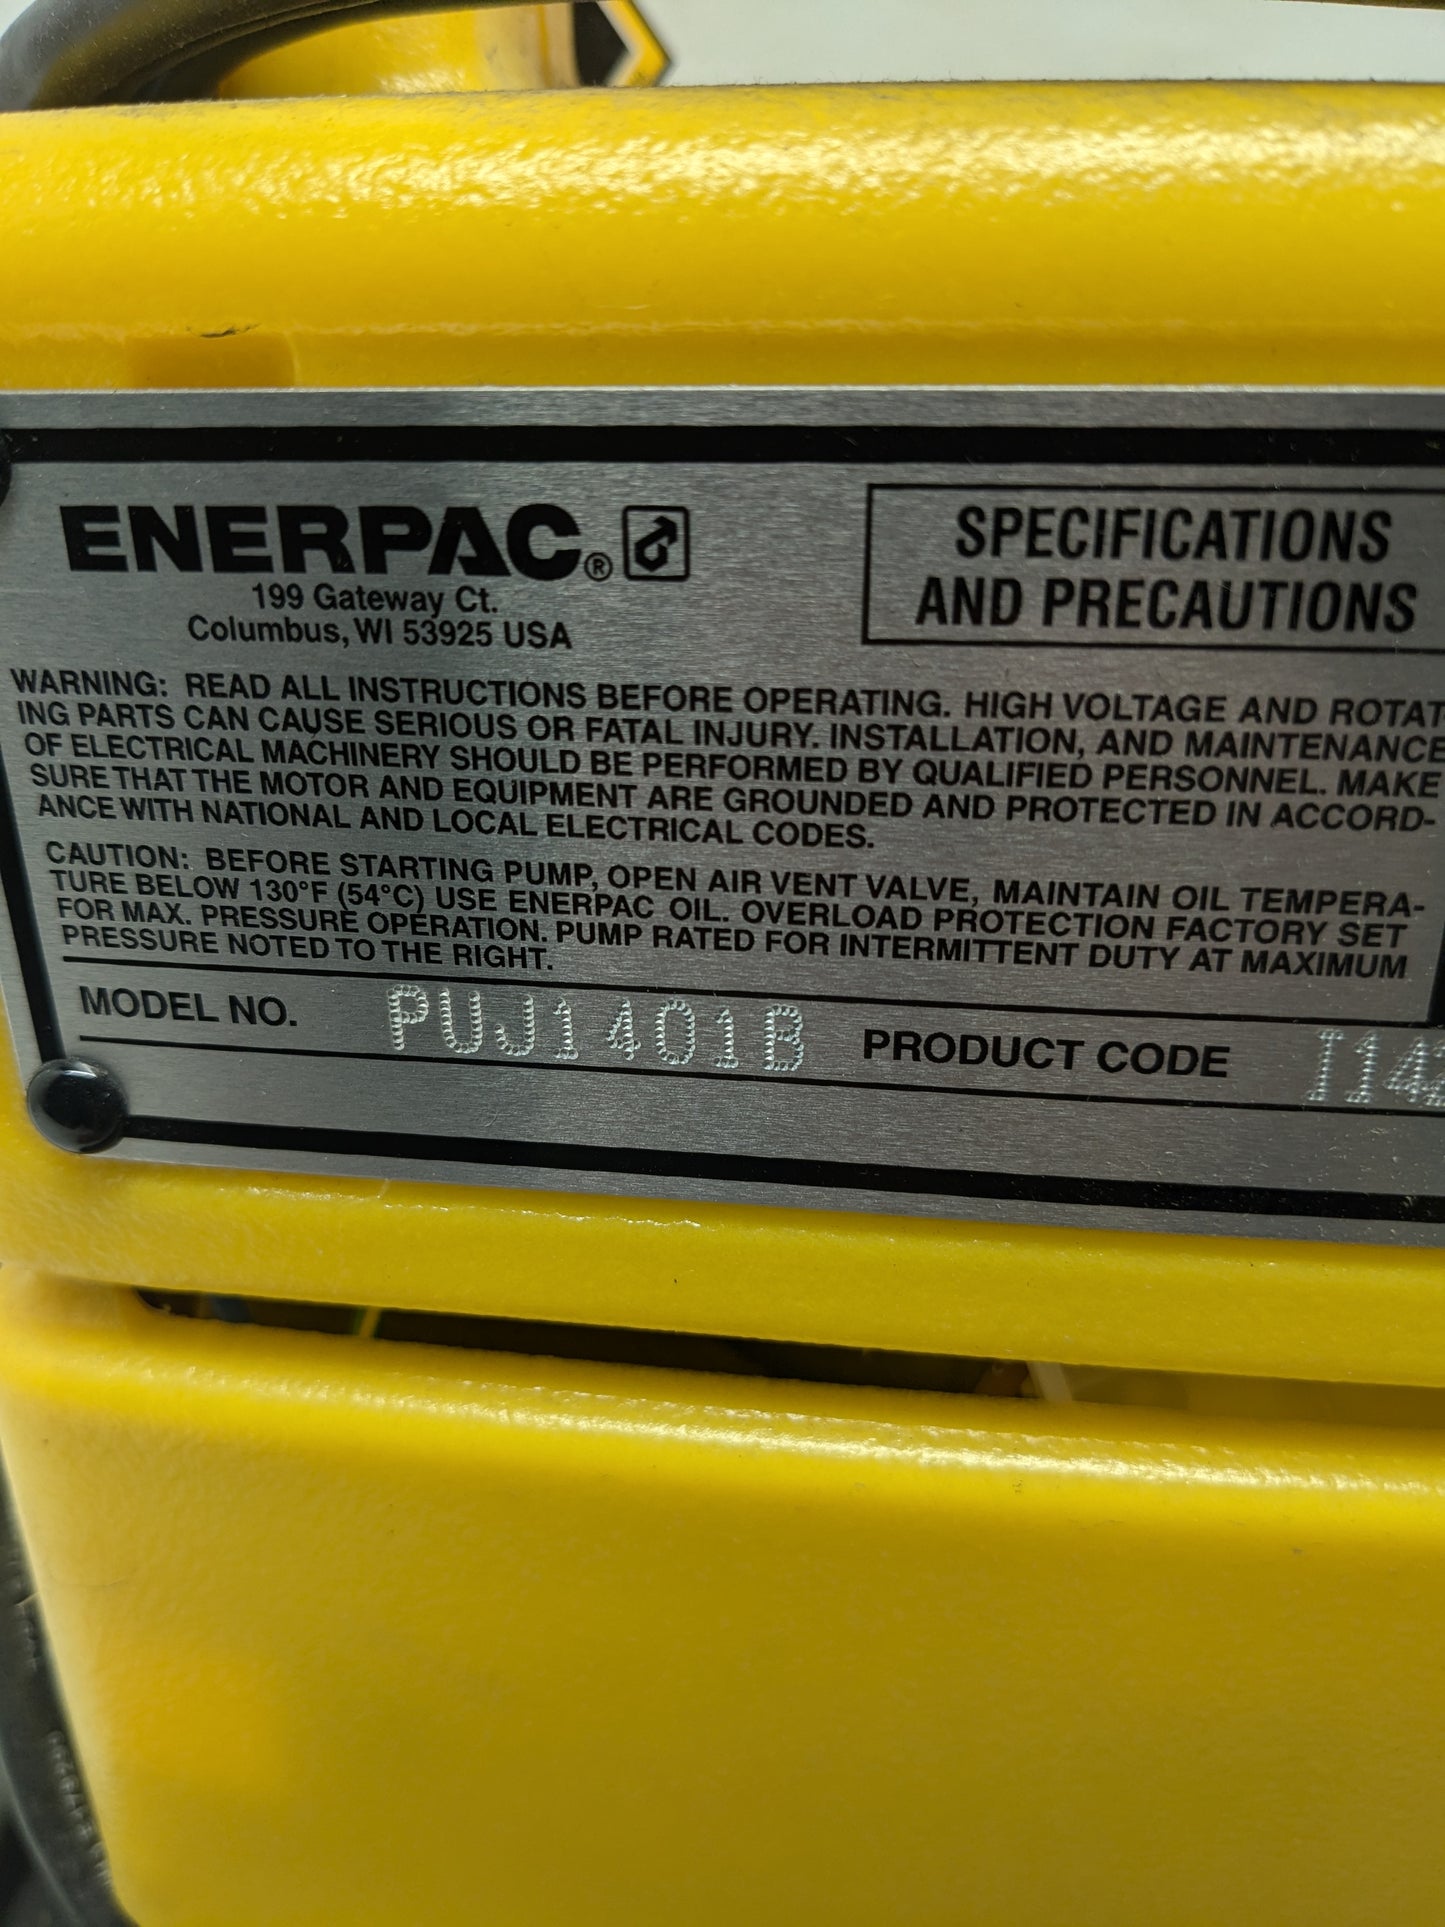 ENERPAC®
199 Gateway Ct.
Columbus, WI 53925 USA
SPECIFICATIONS
AND PRECAUTIONS
WARNING: READ ALL INSTRUCTIONS BEFORE OPERATING. HIGH VOLTAGE AND ROTAT-
ING PARTS CAN CAUSE SERIOUS OR FATAL INJURY. INSTALLATION, AND MAINTENANCE
OF ELECTRICAL MACHINERY SHOULD BE PERFORMED BY QUALIFIED PERSONNEL. MAKE
SURE THAT THE MOTOR AND EQUIPMENT ARE GROUNDED AND PROTECTED IN ACCORD-
ANCE WITH NATIONAL AND LOCAL ELECTRICAL CODES.
CAUTION: BEFORE STARTING PUMP, OPEN AIR VENT VALVE, MAINTAIN OIL TEMPERA-
TURE BELOW 130°F (54°C) USE ENERPAC OIL. OVERLOAD PROTECTION FACTORY SET
FOR MAX. PRESSURE OPERATION. PUMP RATED FOR INTERMITTENT DUTY AT MAXIMUM
PRESSURE NOTED TO THE RIGHT.
MODEL NO. PUJ1401B PRODUCT CODE